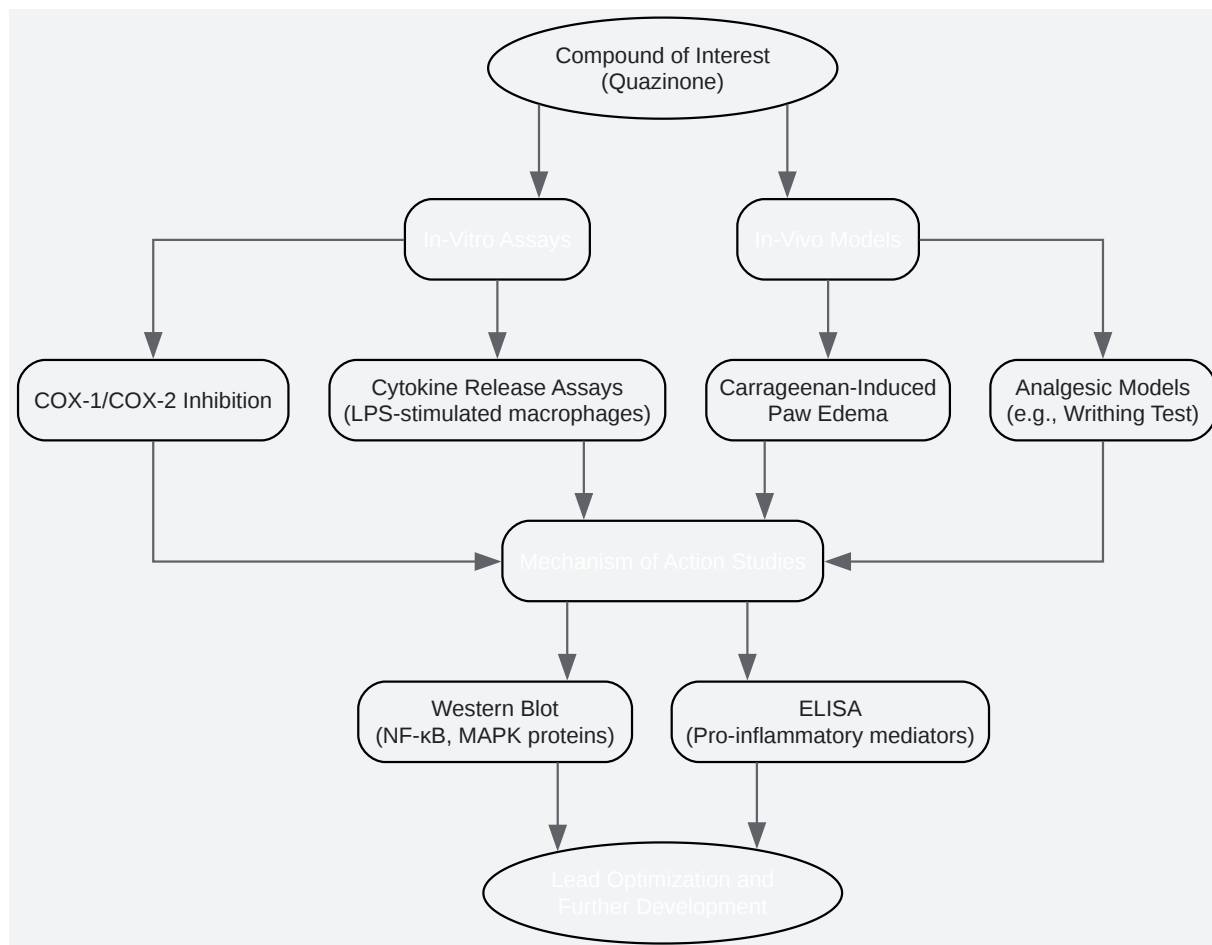 Compound of Interest
(Quazinone)
In-Vitro Assays
In-Vivo Models
COX-1/COX-2 Inhibition
Cytokine Release Assays
(LPS-stimulated macrophages)
Carrageenan-Induced
Paw Edema
Analgesic Models
(e.g., Writhing Test)
Mechanism of Action Studies
Western Blot
(NF-κB, MAPK proteins)
ELISA
(Pro-inflammatory mediators)
Lead Optimization and
Further Development